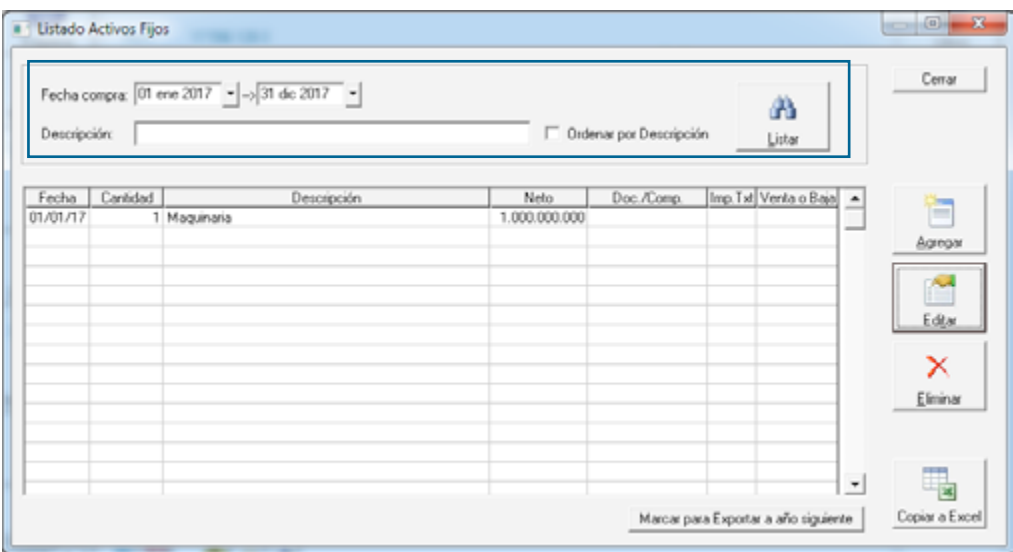 Listado Activos Fijos
Cerrar
Fecha compra: 01 ene 2017 --> 31 dic 2017
Descripción: Ordenar por Descripción
Listar
Fecha Cantidad Descripción Neto Doc./Comp. Imp.Txt Venta o Baja
01/01/17 1 Maquinaria 1.000.000.000
Agregar
Editar
Eliminar
Copiar a Excel
Marcar para Exportar a año siguiente